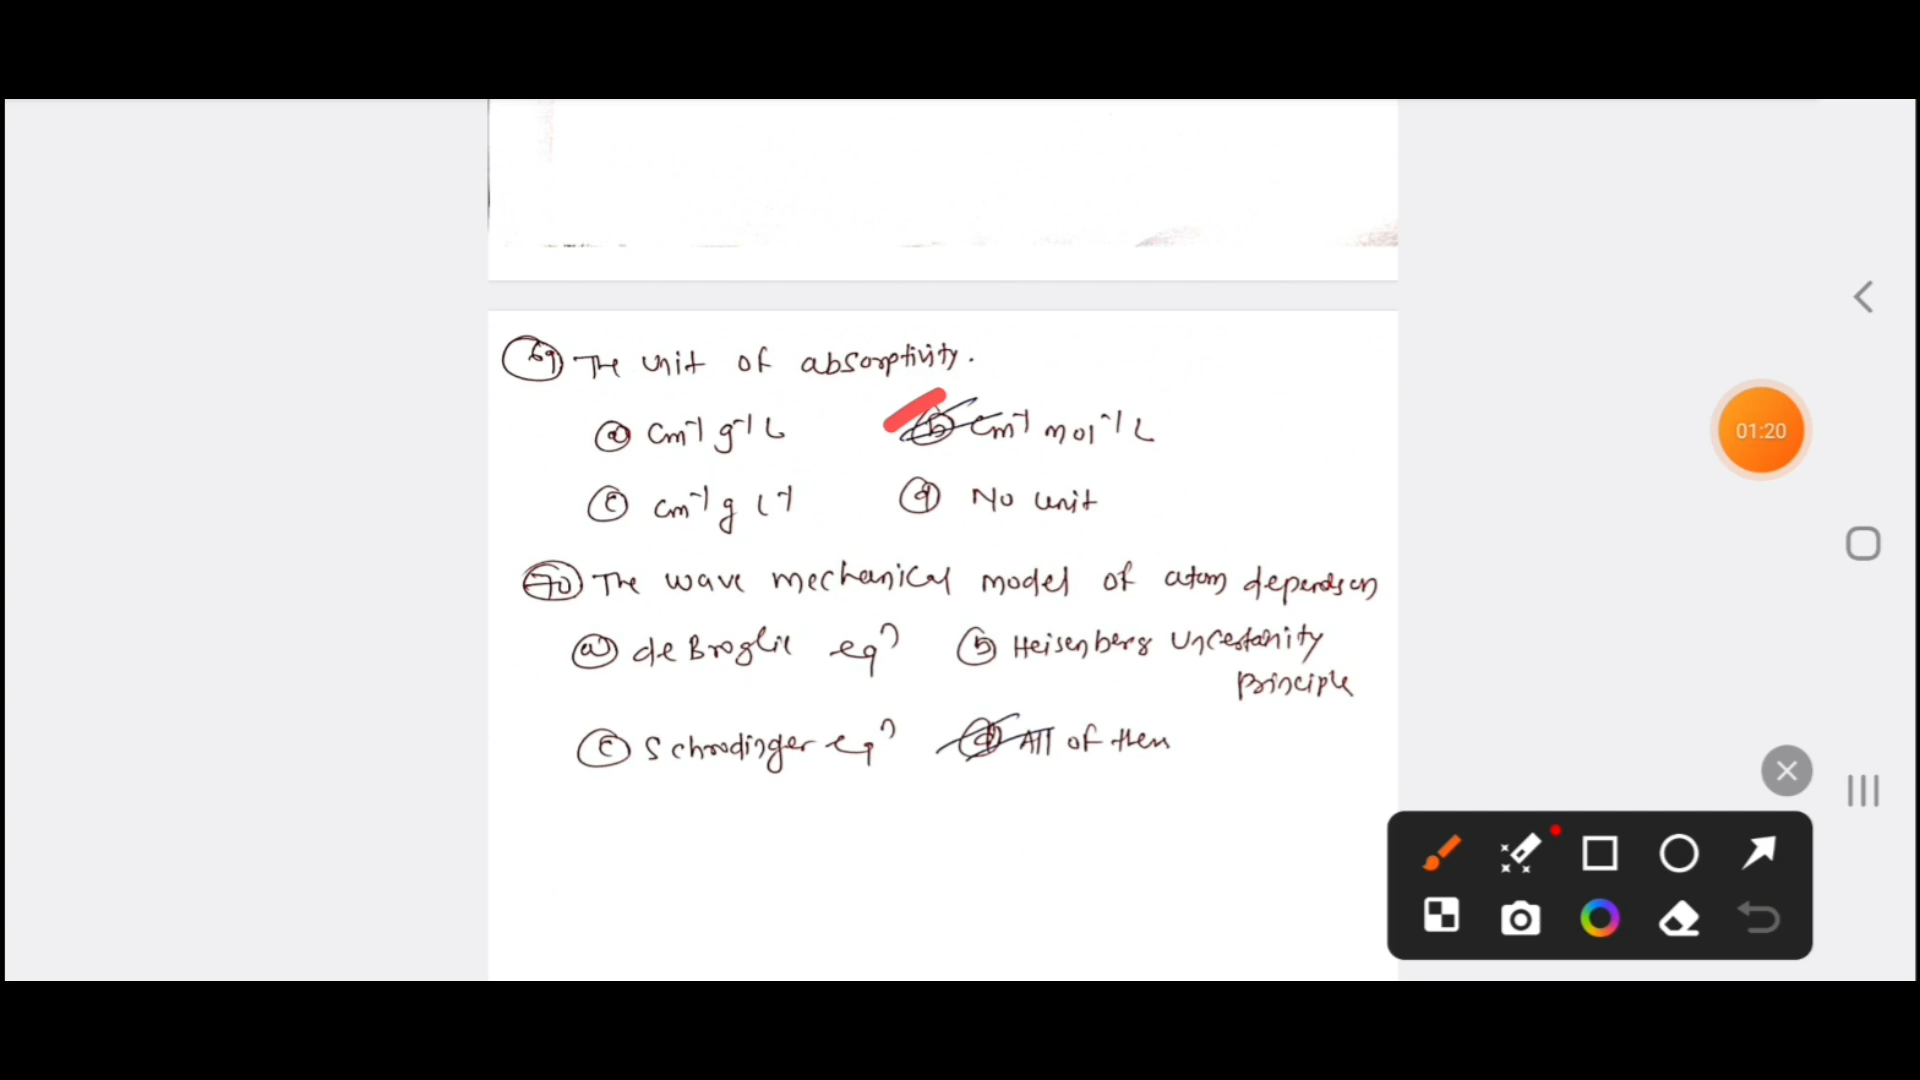 69 The unit of absorptivity.
a cm⁻¹ g⁻¹ L b cm⁻¹ mol⁻¹ L
c cm⁻¹ g L⁻¹ d No unit
70 The wave mechanical model of atom depends on
a de Broglie eqn b Heisenberg Uncertainity
Principle
c Schrodinger eqn d All of them
01:20